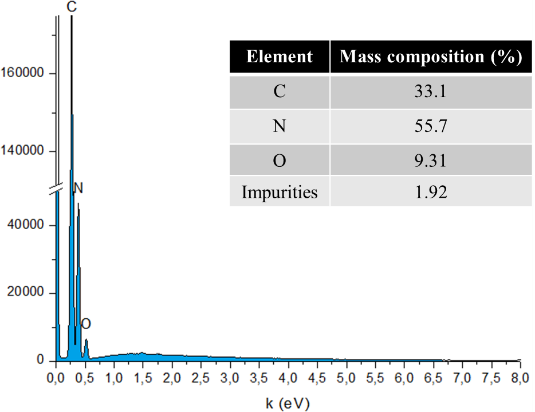 C
Element Mass composition (%)
C 33.1
N 55.7
O 9.31
Impurities 1.92
160000
140000
N
40000
20000
O
0
0,0 0,5 1,0 1,5 2,0 2,5 3,0 3,5 4,0 4,5 5,0 5,5 6,0 6,5 7,0 7,5 8,0
k (eV)